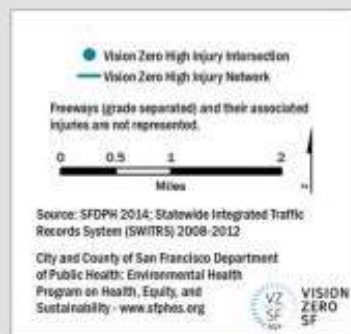 Vision Zero High Injury Intersection
Vision Zero High Injury Network
Freeways (grade separated) and their associated
injuries are not represented.
0 0.5 1 2
Miles
Source: SFDPH 2014; Statewide Integrated Traffic
Records System (SWITRS) 2008-2012
City and County of San Francisco Department
of Public Health: Environmental Health
Program on Health, Equity, and
Sustainability - www.sfphes.org
VZ
SF
VISION
ZERO
SF